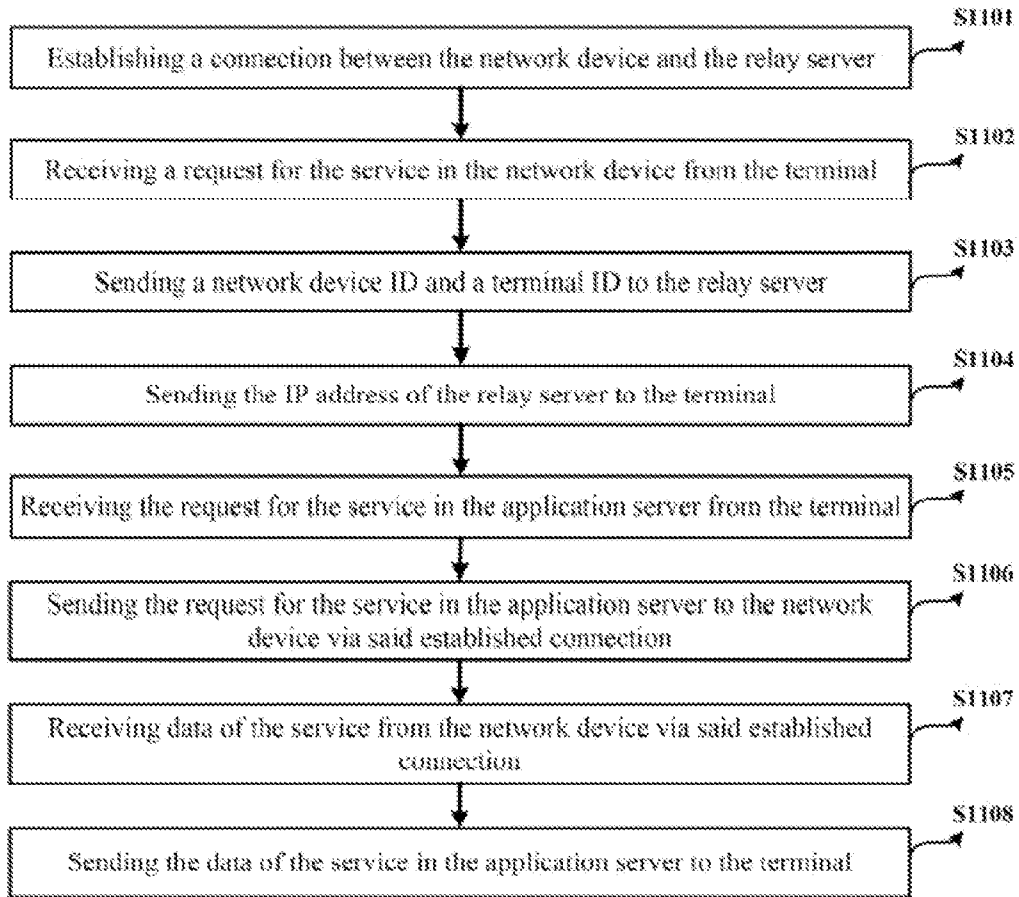 S1101
Establishing a connection between the network device and the relay server
S1102
Receiving a request for the service in the network device from the terminal
S1103
Sending a network device ID and a terminal ID to the relay server
S1104
Sending the IP address of the relay server to the terminal
S1105
Receiving the request for the service in the application server from the terminal
S1106
Sending the request for the service in the application server to the network
device via said established connection
S1107
Receiving data of the service from the network device via said established
connection
S1108
Sending the data of the service in the application server to the terminal